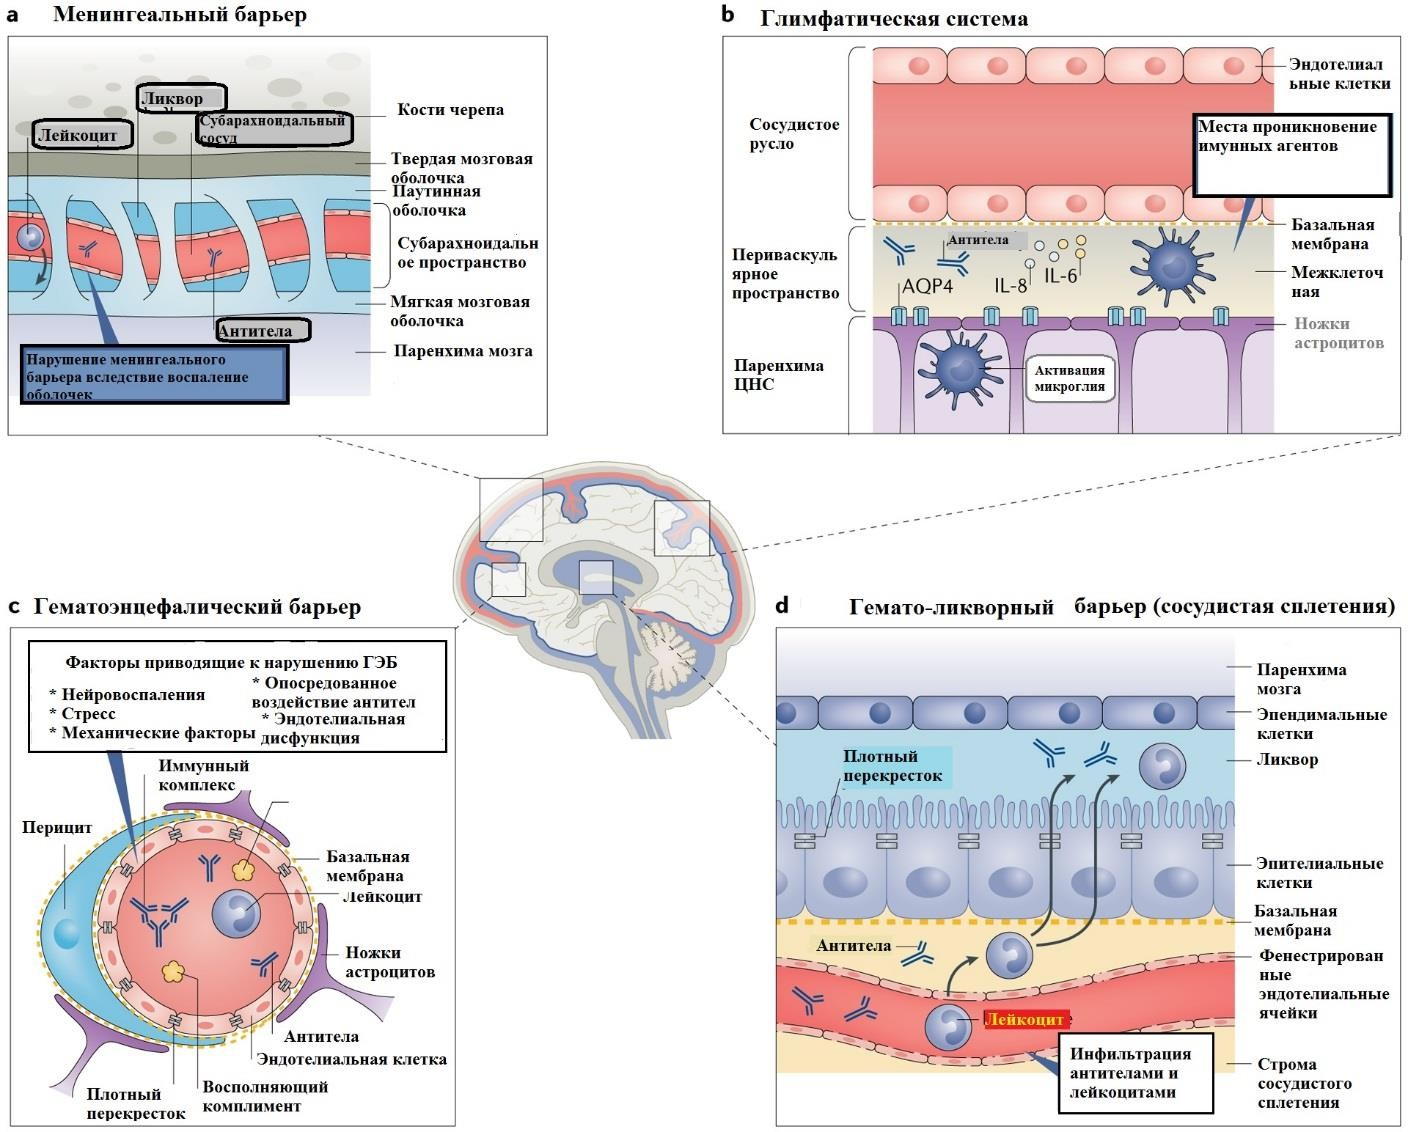 a Менингеальный барьер
Ликвор
Лейкоцит
Субарахноидальный
сосуд
Кости черепа
Твердая мозговая
оболочка
Паутинная
оболочка
Субарахноидальн
ое пространство
Мягкая мозговая
оболочка
Антитела
Паренхима мозга
Нарушение менингеального
барьера вследствие воспаление
оболочек
b Глимфатическая система
Эндотелиал
ьные клетки
Сосудистое
русло
Места проникновение
имунных агентов
Базальная
мембрана
Периваскуль
ярное
пространство
Антитела
AQP4
IL-8
IL-6
Межклеточ
ная
Ножки
астроцитов
Паренхима
ЦНС
Активация
микроглия
c Гематоэнцефалический барьер
Факторы приводящие к нарушению ГЭБ
* Нейровоспаления
* Стресс
* Механические факторы
* Опосредованное
воздействие антител
* Эндотелиальная
дисфункция
Иммунный
комплекс
Перицит
Базальная
мембрана
Лейкоцит
Ножки
астроцитов
Антитела
Эндотелиальная клетка
Восполняющий
комплимент
Плотный
перекресток
d Гемато-ликворный барьер (сосудистая сплетения)
Паренхима
мозга
Эпендимальные
клетки
Ликвор
Плотный
перекресток
Эпителиальные
клетки
Базальная
мембрана
Антитела
Фенестрирован
ные
эндотелиальные
ячейки
Лейкоцит
Инфильтрация
антителами и
лейкоцитами
Строма
сосудистого
сплетения